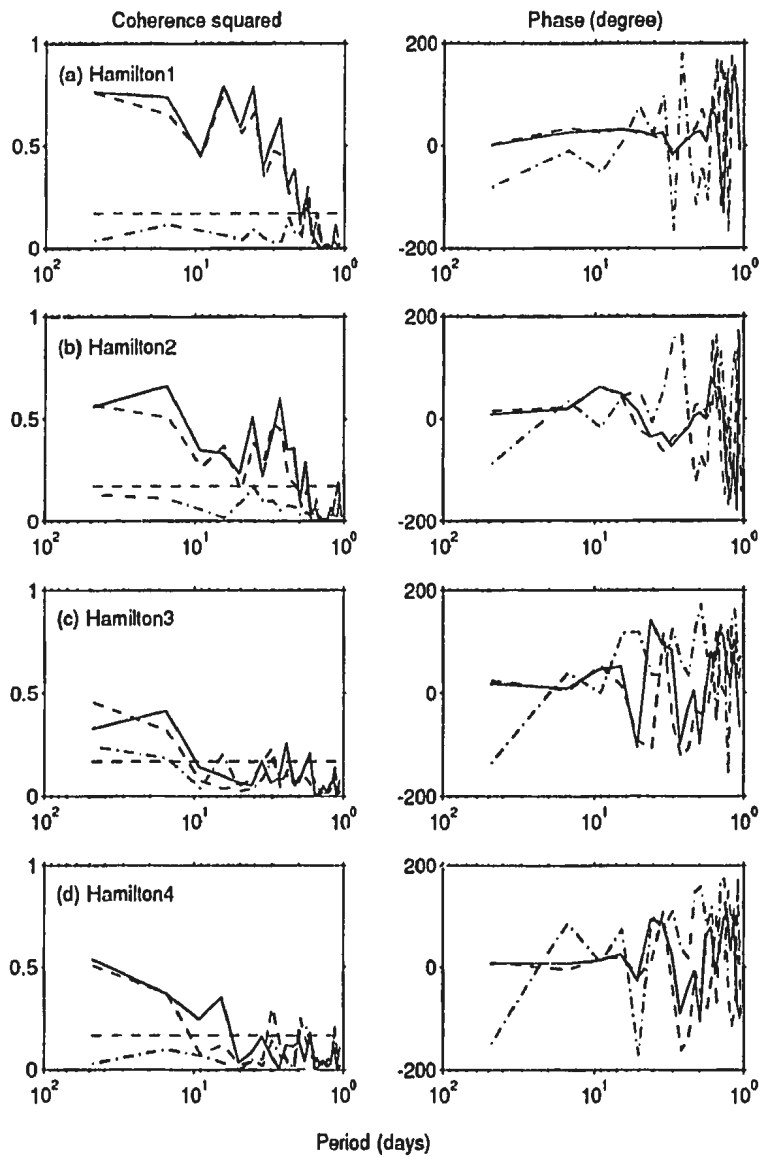 Coherence squared Phase (degree)
1 200
(a) Hamilton1
0.5 0
0 -200
10² 10¹ 10⁰ 10² 10¹ 10⁰
1 200
(b) Hamilton2
0.5 0
0 -200
10² 10¹ 10⁰ 10² 10¹ 10⁰
1 200
(c) Hamilton3
0.5 0
0 -200
10² 10¹ 10⁰ 10² 10¹ 10⁰
1 200
(d) Hamilton4
0.5 0
0 -200
10² 10¹ 10⁰ 10² 10¹ 10⁰
Period (days)